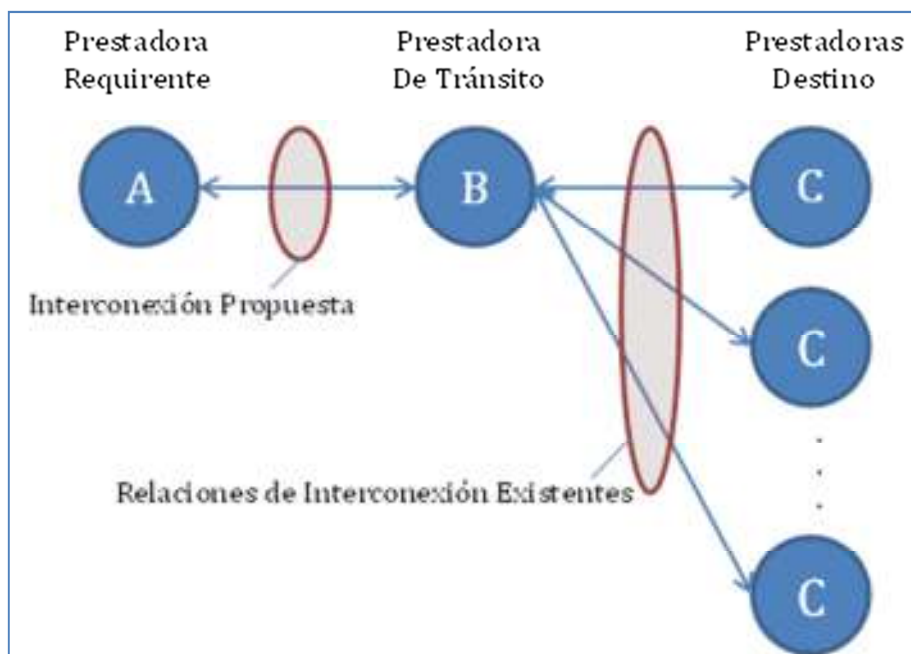 Prestadora
Requirente
Prestadora
De Tránsito
Prestadoras
Destino
A
B
C
Interconexión Propuesta
C
Relaciones de Interconexión Existentes
C